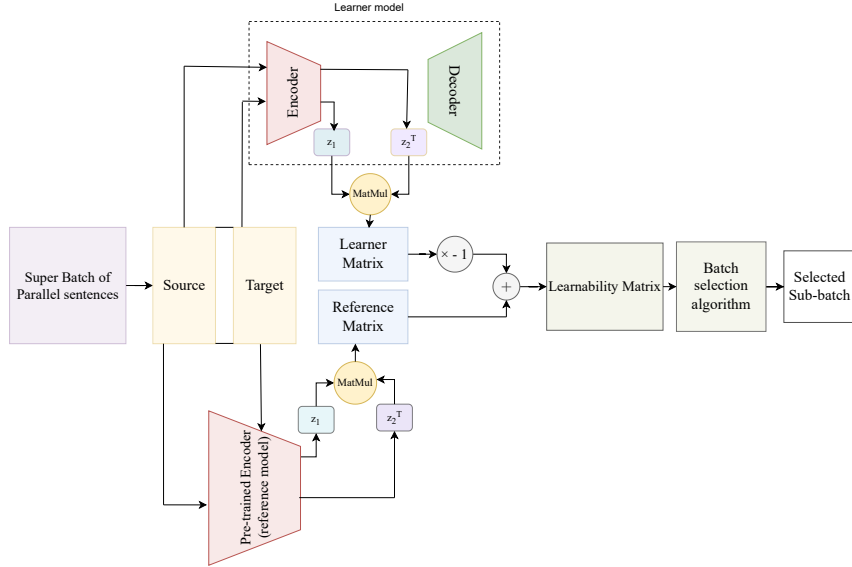 Learner model
Encoder
Decoder
z1
z2T
MatMul
Super Batch of
Parallel sentences
Source
Target
Learner
Matrix
× - 1
Reference
Matrix
+
Learnability Matrix
Batch
selection
algorithm
Selected
Sub-batch
MatMul
z1
z2T
Pre-trained Encoder
(reference model)